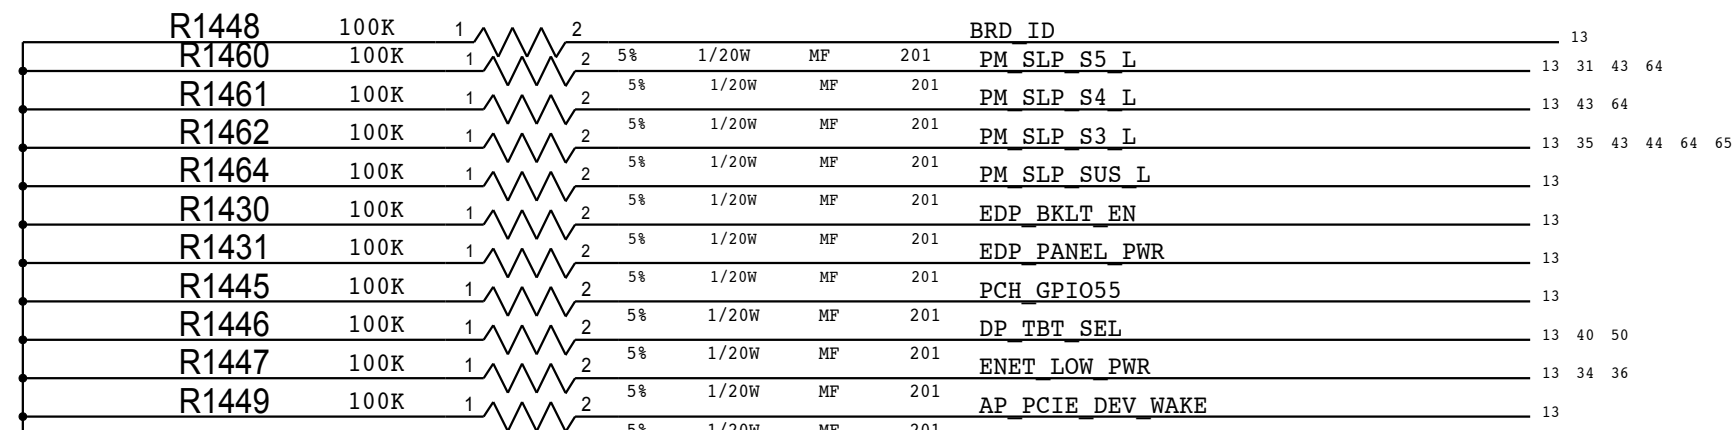 R1448 100K 1 2 BRD_ID 13
R1460 100K 1 2 5% 1/20W MF 201 PM_SLP_S5_L 13 31 43 64
R1461 100K 1 2 5% 1/20W MF 201 PM_SLP_S4_L 13 43 64
R1462 100K 1 2 5% 1/20W MF 201 PM_SLP_S3_L 13 35 43 44 64 65
R1464 100K 1 2 5% 1/20W MF 201 PM_SLP_SUS_L 13
R1430 100K 1 2 5% 1/20W MF 201 EDP_BKLT_EN 13
R1431 100K 1 2 5% 1/20W MF 201 EDP_PANEL_PWR 13
R1445 100K 1 2 5% 1/20W MF 201 PCH_GPIO55 13
R1446 100K 1 2 5% 1/20W MF 201 DP_TBT_SEL 13 40 50
R1447 100K 1 2 5% 1/20W MF 201 ENET_LOW_PWR 13 34 36
R1449 100K 1 2 5% 1/20W MF 201 AP_PCIE_DEV_WAKE 13
5% 1/20W MF 201